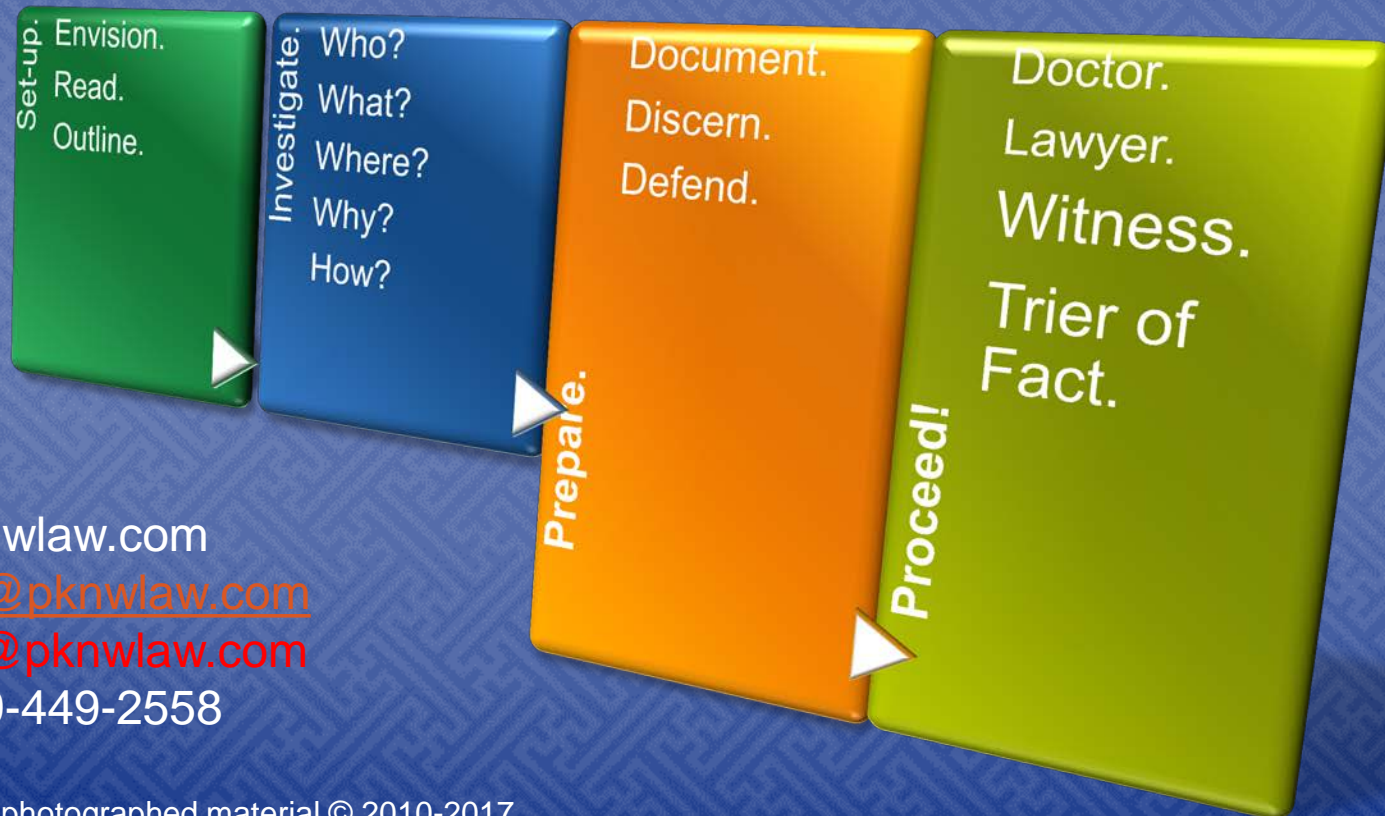 Set-up.
Envision.
Read.
Outline.
Investigate.
Who?
What?
Where?
Why?
How?
Prepare.
Document.
Discern.
Defend.
Proceed!
Doctor.
Lawyer.
Witness.
Trier of
Fact.
wlaw.com
@pknwlaw.com
@pknwlaw.com
-449-2558
photographed material © 2010-2017